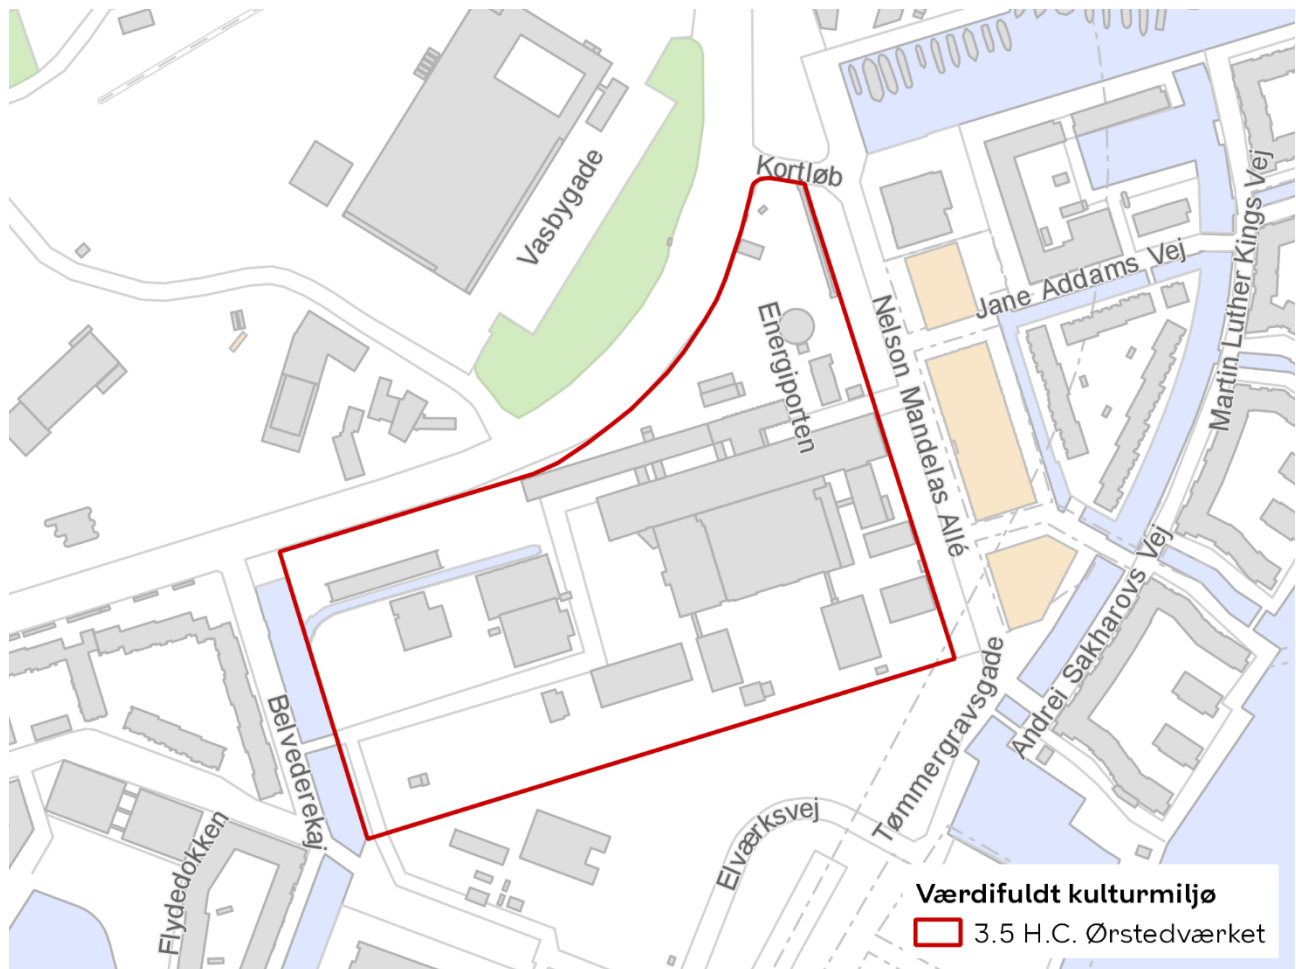 Kortløb
Vasbygade
Martin Luther Kings Vej
Jane Addams Vej
Nelson Mandelas Allé
Energiporten
Andrei Sakharovs Vej
Tømmergravsgade
Belvederekaj
Elværksvej
Flydedokken
Værdifuldt kulturmiljø
3.5 H.C. Ørstedværket